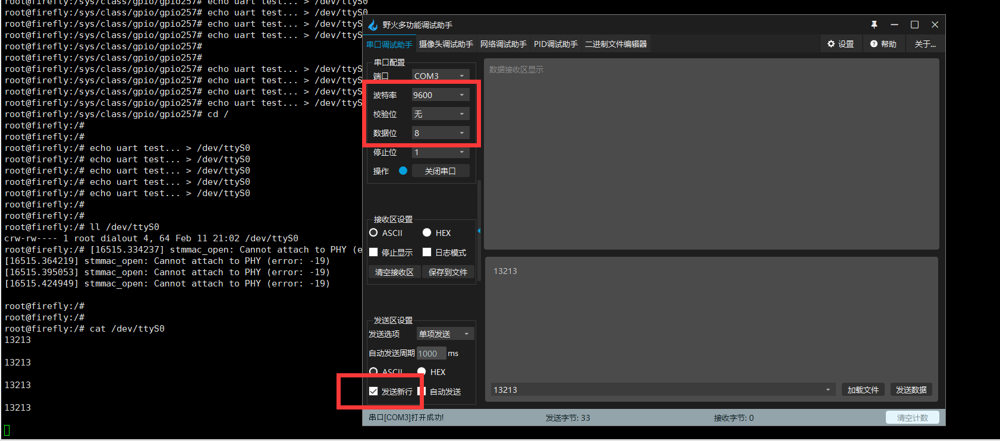 root@firefly:/sys/class/gpio/gpio257# echo uart test... > /dev/ttyS0
root@firefly:/sys/class/gpio/gpio257# echo uart test... > /dev/ttyS0
root@firefly:/sys/class/gpio/gpio257# echo uart test... > /dev/ttyS
root@firefly:/sys/class/gpio/gpio257# echo uart test... > /dev/ttyS
root@firefly:/sys/class/gpio/gpio257#
root@firefly:/sys/class/gpio/gpio257#
root@firefly:/sys/class/gpio/gpio257# echo uart test... > /dev/ttyS
root@firefly:/sys/class/gpio/gpio257# echo uart test... > /dev/ttyS
root@firefly:/sys/class/gpio/gpio257# echo uart test... > /dev/ttyS
root@firefly:/sys/class/gpio/gpio257# echo uart test... > /dev/ttyS
root@firefly:/sys/class/gpio/gpio257# cd /
root@firefly:/#
root@firefly:/#
root@firefly:/# echo uart test... > /dev/ttyS0
root@firefly:/# echo uart test... > /dev/ttyS0
root@firefly:/# echo uart test... > /dev/ttyS0
root@firefly:/# echo uart test... > /dev/ttyS0
root@firefly:/# echo uart test... > /dev/ttyS0
root@firefly:/#
root@firefly:/#
root@firefly:/# ll /dev/ttyS0
crw-rw---- 1 root dialout 4, 64 Feb 11 21:02 /dev/ttyS0
root@firefly:/# [16515.334237] stmmac_open: Cannot attach to PHY (e
[16515.364219] stmmac_open: Cannot attach to PHY (error: -19)
[16515.395053] stmmac_open: Cannot attach to PHY (error: -19)
[16515.424949] stmmac_open: Cannot attach to PHY (error: -19)
root@firefly:/#
root@firefly:/#
root@firefly:/# cat /dev/ttyS0
13213
13213
13213
13213
野火多功能调试助手
串口调试助手 摄像头调试助手 网络调试助手 PID调试助手 二进制文件编辑器 设置 帮助 关于...
串口配置
端口 COM3
波特率 9600
校验位 无
数据位 8
停止位 1
操作 关闭串口
接收区设置
ASCII HEX
停止显示 日志模式
清空接收区 保存到文件
发送区设置
发送选项 单项发送
自动发送周期 1000 ms
ASCII HEX
发送新行 自动发送
数据接收区显示
13213
13213 加载文件 发送数据
串口[COM3]打开成功! 发送字节: 33 接收字节: 0 清空计数